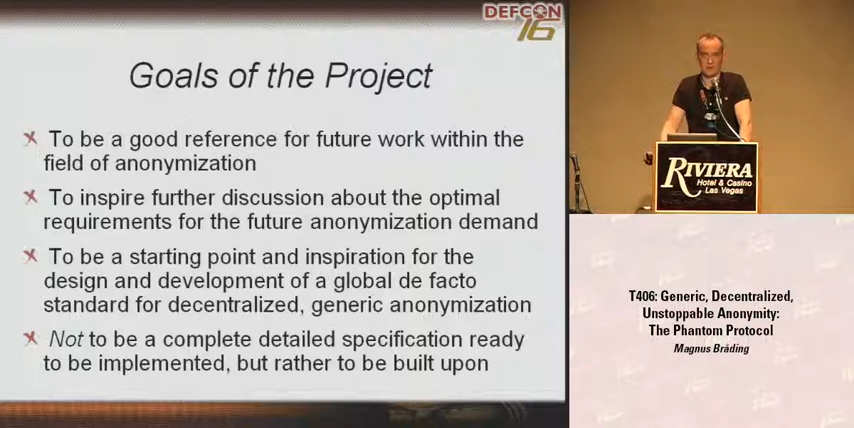 DEFCON
16
Goals of the Project
To be a good reference for future work within the
field of anonymization
To inspire further discussion about the optimal
requirements for the future anonymization demand
To be a starting point and inspiration for the
design and development of a global de facto
standard for decentralized, generic anonymization
Not to be a complete detailed specification ready
to be implemented, but rather to be built upon
RIVIERA
Hotel & Casino
Las Vegas
T406: Generic, Decentralized,
Unstoppable Anonymity:
The Phantom Protocol
Magnus Bråding